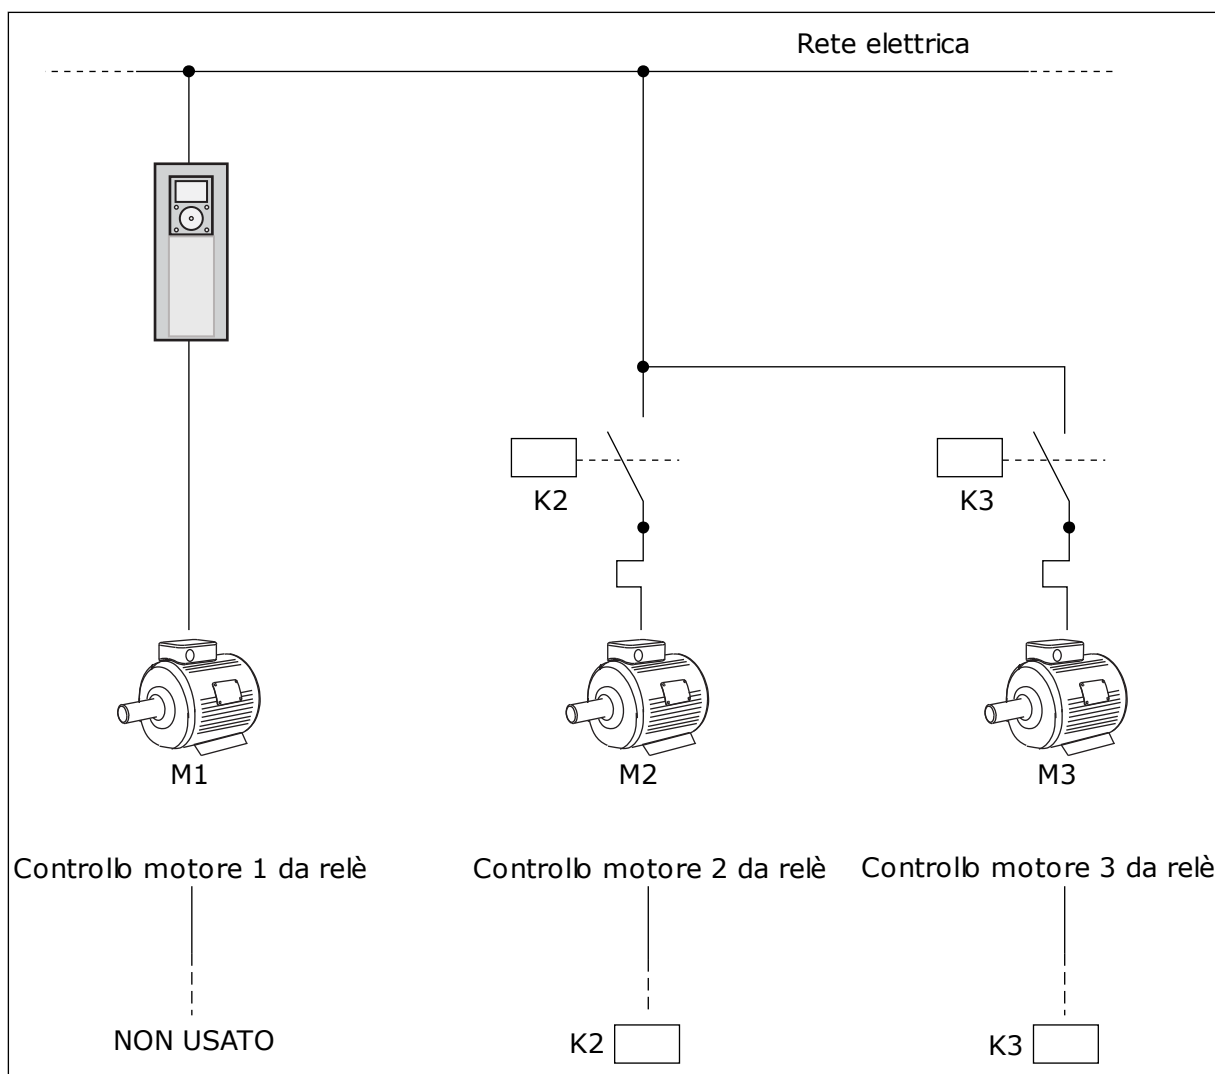 Rete elettrica
K2
K3
M1
M2
M3
Controllo motore 1 da relè
Controllo motore 2 da relè
Controllo motore 3 da relè
NON USATO
K2
K3